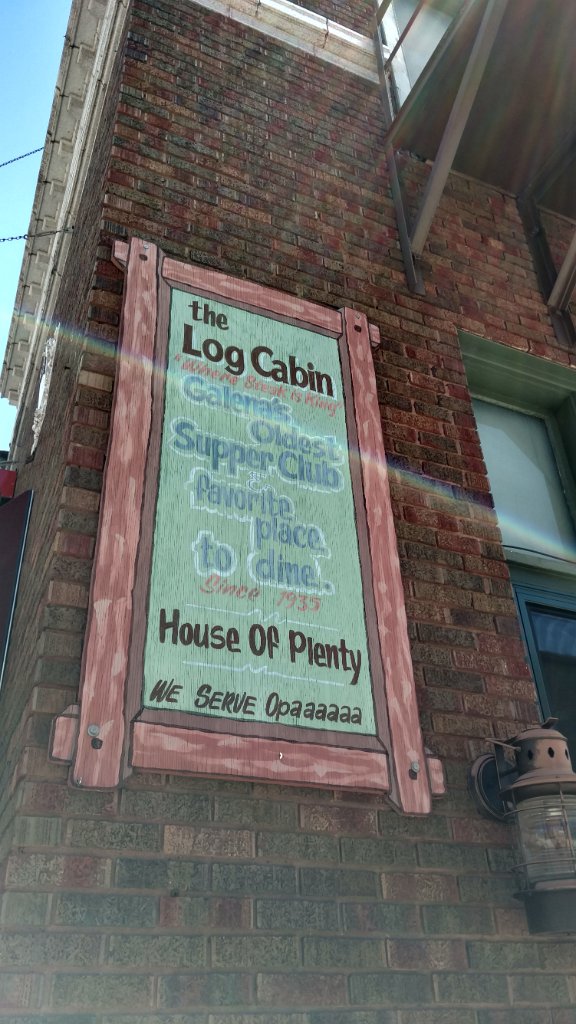 the
Log Cabin
"Where Steak is King"
Galena's
Oldest
Supper Club
&
favorite
place
to dine..
Since 1935
House Of Plenty
WE SERVE Opaaaaaa